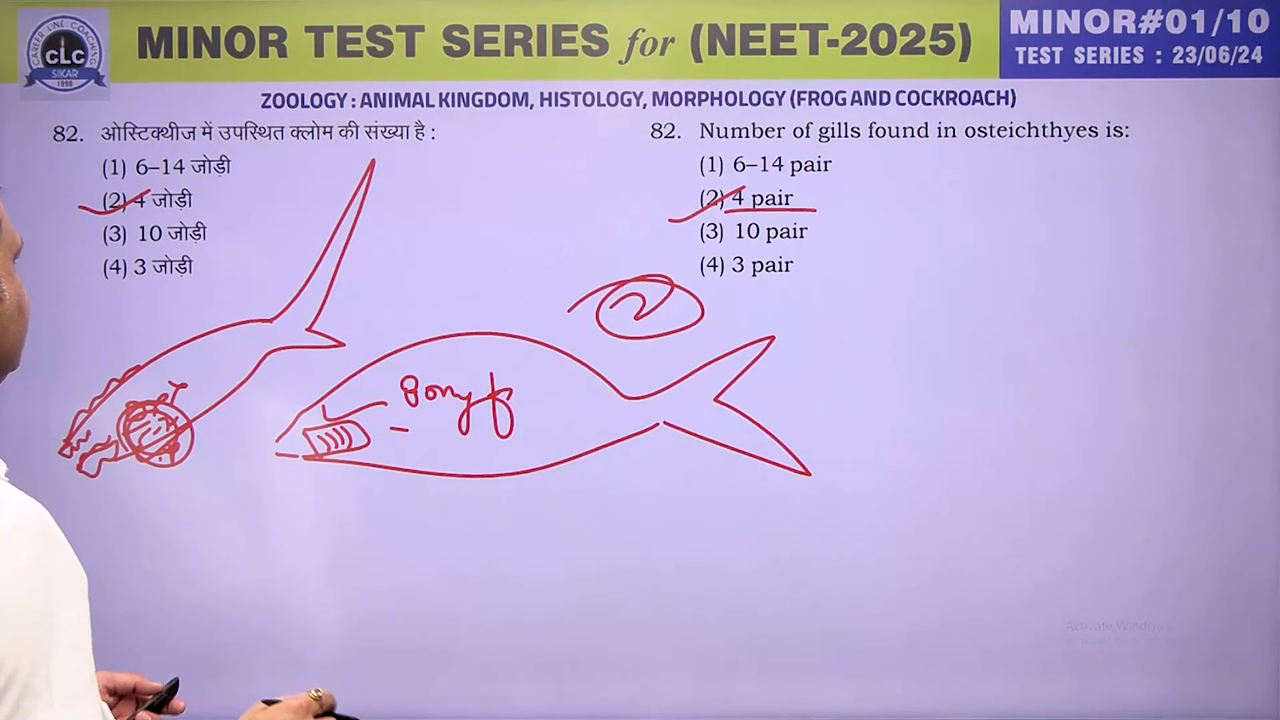 CAREER LINE COACHING
CLC
SIKAR
1996
MINOR TEST SERIES for (NEET-2025)
MINOR#01/10
TEST SERIES : 23/06/24
ZOOLOGY : ANIMAL KINGDOM, HISTOLOGY, MORPHOLOGY (FROG AND COCKROACH)
82. ओस्टिक्थीज में उपस्थित क्लोम की संख्या है :
(1) 6–14 जोड़ी
(2) 4 जोड़ी
(3) 10 जोड़ी
(4) 3 जोड़ी
82. Number of gills found in osteichthyes is:
(1) 6–14 pair
(2) 4 pair
(3) 10 pair
(4) 3 pair
2
Bony f
Activate Windows